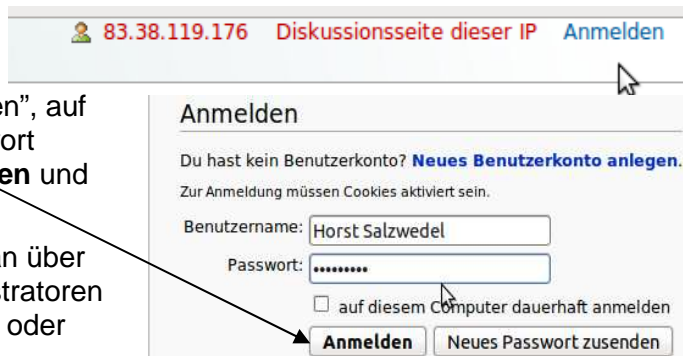 83.38.119.176 Diskussionsseite dieser IP Anmelden
en”, auf
ort
en und
n über
stratoren
oder
Anmelden
Du hast kein Benutzerkonto? Neues Benutzerkonto anlegen.
Zur Anmeldung müssen Cookies aktiviert sein.
Benutzername: Horst Salzwedel
Passwort: •••••••••
auf diesem Computer dauerhaft anmelden
Anmelden Neues Passwort zusenden